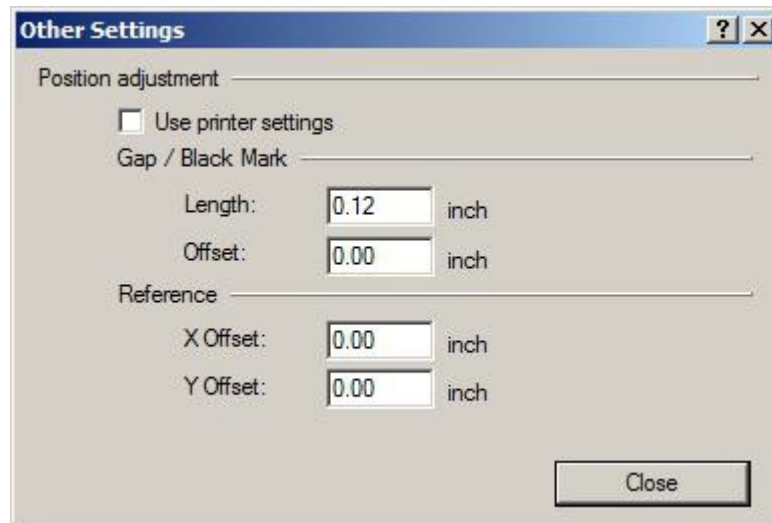 Other Settings
Position adjustment
Use printer settings
Gap / Black Mark
Length: 0.12 inch
Offset: 0.00 inch
Reference
X Offset: 0.00 inch
Y Offset: 0.00 inch
Close